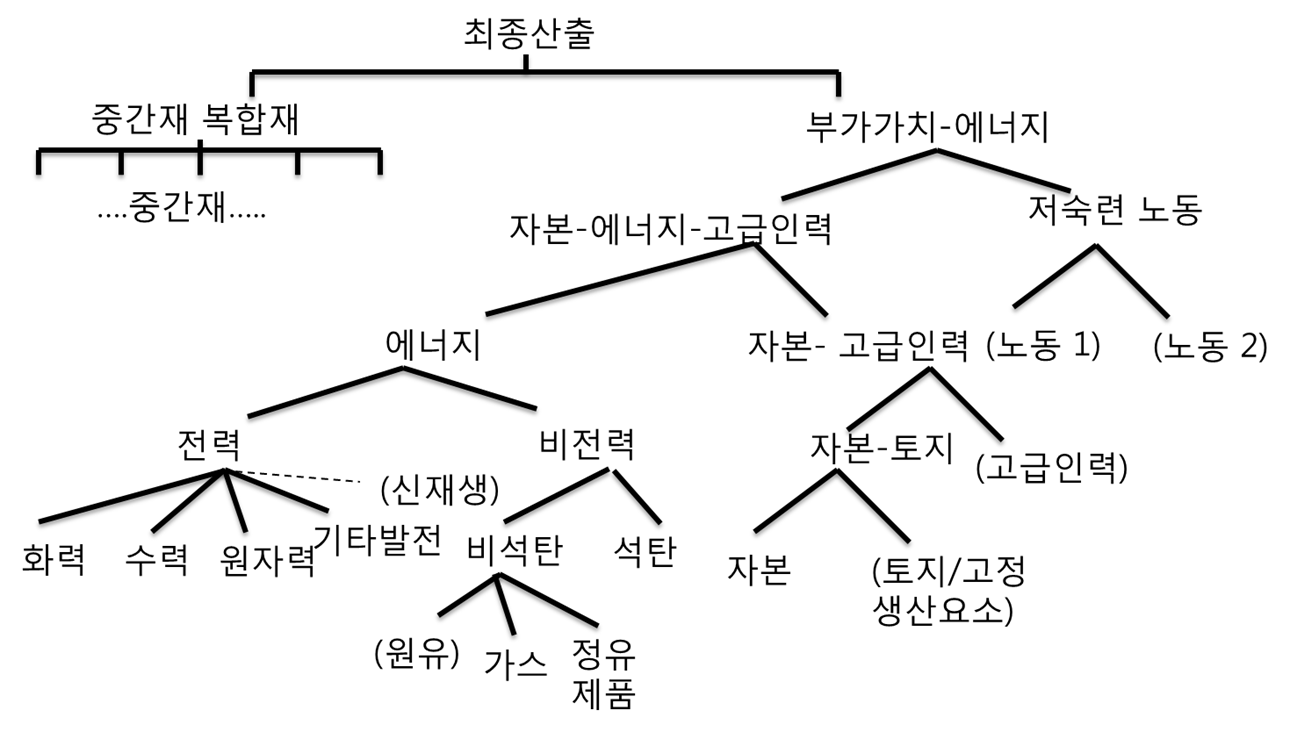 최종산출
중간재 복합재
부가가치-에너지
....중간재.....
자본-에너지-고급인력
저숙련 노동
에너지
자본- 고급인력
(노동 1)
(노동 2)
전력
비전력
자본-토지
(고급인력)
(신재생)
화력
수력
원자력
기타발전
비석탄
석탄
자본
(토지/고정
생산요소)
(원유)
가스
정유
제품